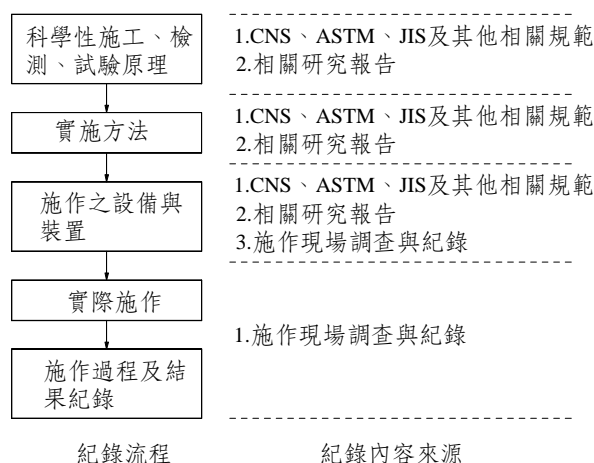 科學性施工、檢
測、試驗原理
1.CNS、ASTM、JIS及其他相關規範
2.相關研究報告
實施方法
1.CNS、ASTM、JIS及其他相關規範
2.相關研究報告
施作之設備與
裝置
1.CNS、ASTM、JIS及其他相關規範
2.相關研究報告
3.施作現場調查與紀錄
實際施作
施作過程及結
果紀錄
1.施作現場調查與紀錄
紀錄流程
紀錄內容來源